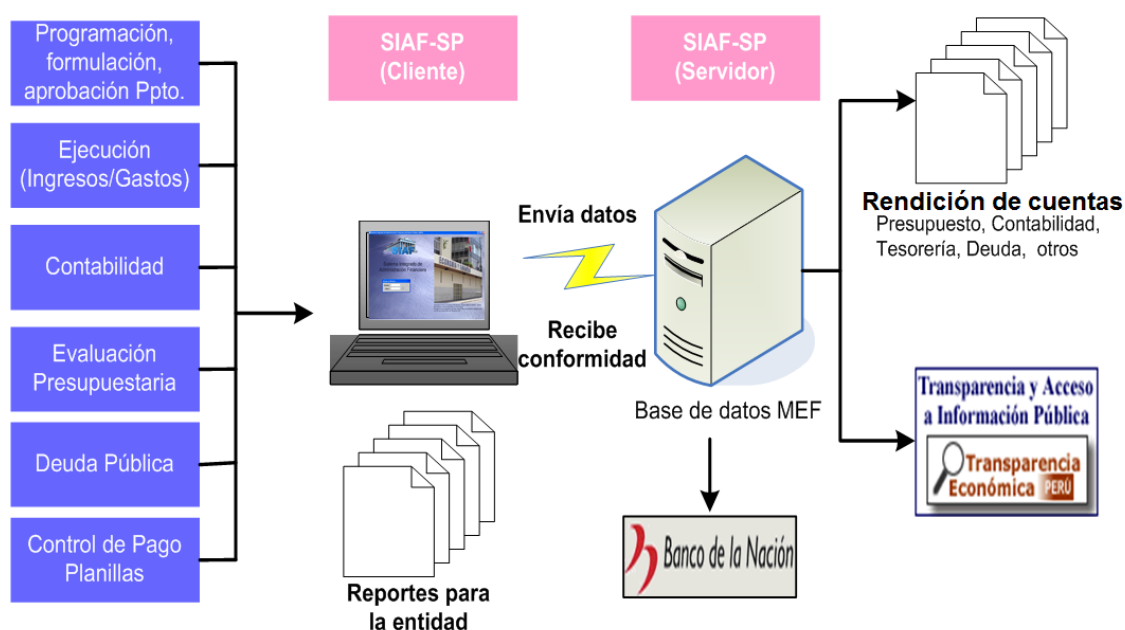 Programación,
formulación,
aprobación Ppto.
Ejecución
(Ingresos/Gastos)
Contabilidad
Evaluación
Presupuestaria
Deuda Pública
Control de Pago
Planillas
SIAF-SP
(Cliente)
SIAF
Reportes para
la entidad
Envía datos
Recibe
conformidad
SIAF-SP
(Servidor)
Base de datos MEF
Banco de la Nación
Rendición de cuentas
Presupuesto, Contabilidad,
Tesorería, Deuda, otros
Transparencia y Acceso
a Información Pública
Transparencia
Económica PERÚ